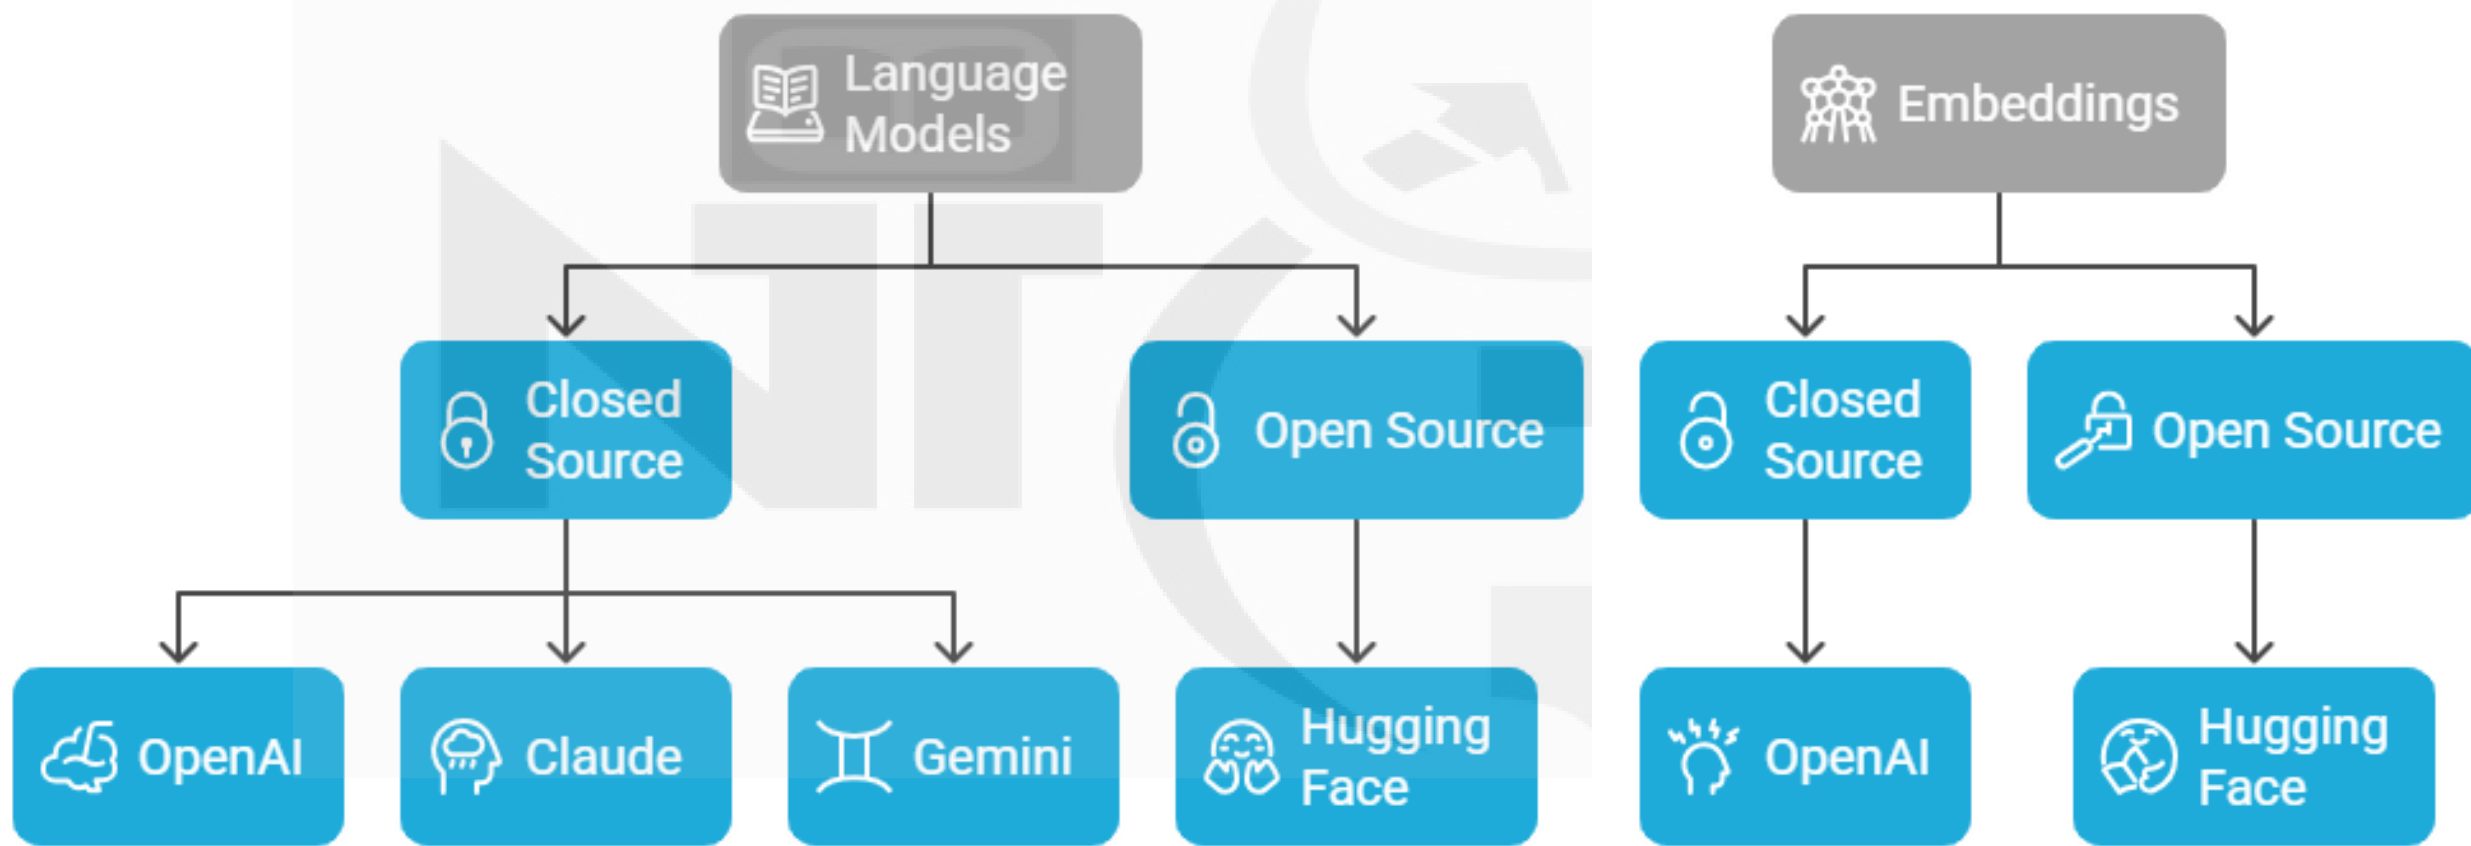 Language
Models
Embeddings
Closed
Source
Open Source
Closed
Source
Open Source
OpenAI
Claude
Gemini
Hugging
Face
OpenAI
Hugging
Face